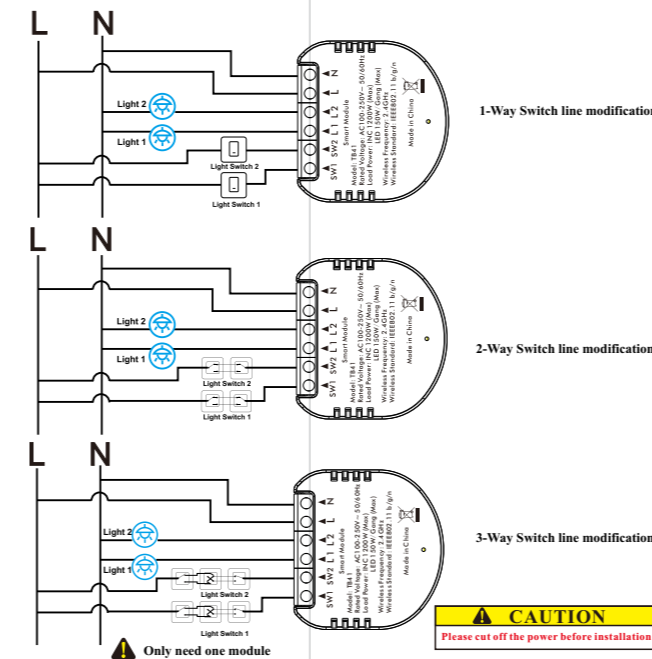 L N
Light 2
Light 1
Light Switch 2
Light Switch 1
N
L
L2
L1
SW2
SW1
Smart Module
Model: TB41
Rated Voltage: AC100-250V~ 50/60Hz
Load Power: INC 1200W (Max)
LED 150W/ Gang (Max)
Wireless Frequency: 2.4GHz
Wireless Standard: IEEE802.11 b/g/n
Made in China
1-Way Switch line modification
L N
Light 2
Light 1
Light Switch 2
Light Switch 1
N
L
L2
L1
SW2
SW1
Smart Module
Model: TB41
Rated Voltage: AC100-250V~ 50/60Hz
Load Power: INC 1200W (Max)
LED 150W/ Gang (Max)
Wireless Frequency: 2.4GHz
Wireless Standard: IEEE802.11 b/g/n
Made in China
2-Way Switch line modification
L N
Light 2
Light 1
Light Switch 2
Light Switch 1
N
L
L2
L1
SW2
SW1
Smart Module
Model: TB41
Rated Voltage: AC100-250V~ 50/60Hz
Load Power: INC 1200W (Max)
LED 150W/ Gang (Max)
Wireless Frequency: 2.4GHz
Wireless Standard: IEEE802.11 b/g/n
Made in China
3-Way Switch line modification
CAUTION
Please cut off the power before installation
Only need one module